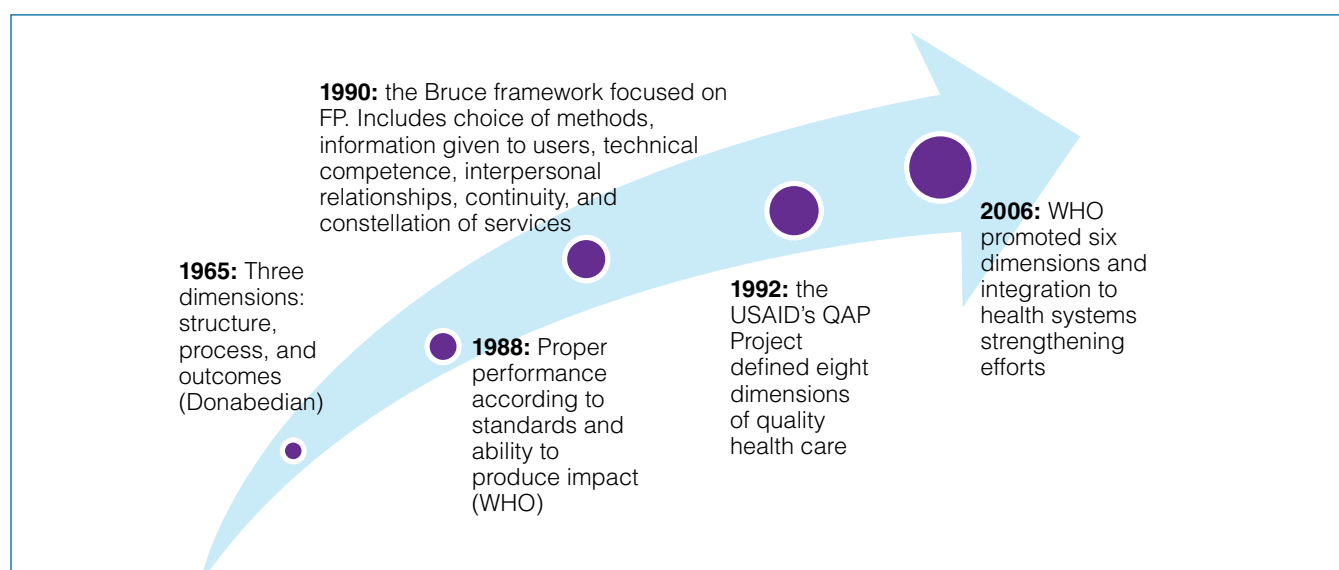 1965: Three
dimensions:
structure,
process, and
outcomes
(Donabedian)
1988: Proper
performance
according to
standards and
ability to
produce impact
(WHO)
1990: the Bruce framework focused on
FP. Includes choice of methods,
information given to users, technical
competence, interpersonal
relationships, continuity, and
constellation of services
1992: the
USAID’s QAP
Project
defined eight
dimensions
of quality
health care
2006: WHO
promoted six
dimensions and
integration to
health systems
strengthening
efforts